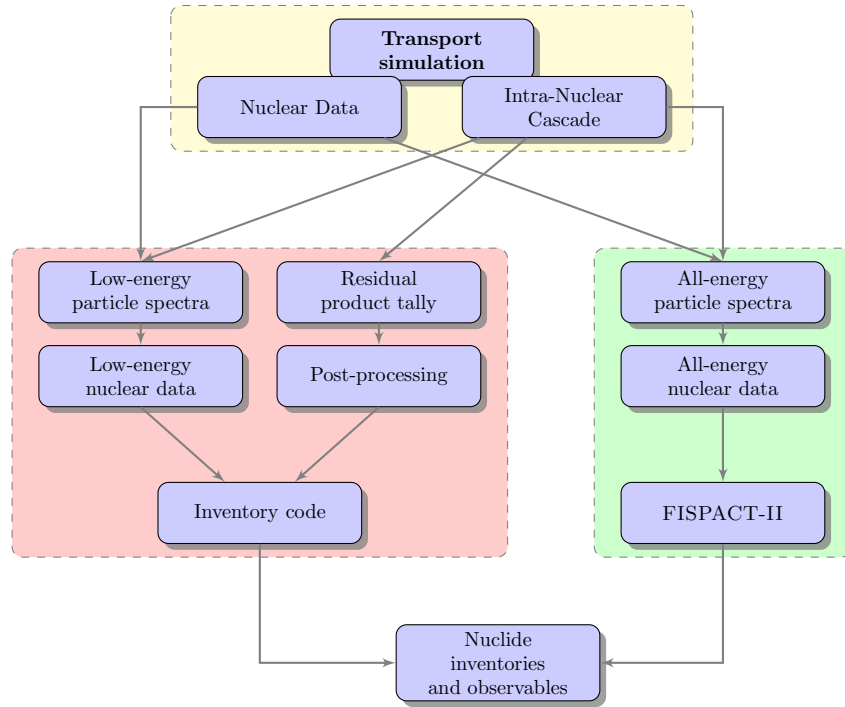 Transport
simulation
Nuclear Data
Intra-Nuclear
Cascade
Low-energy
particle spectra
Residual
product tally
All-energy
particle spectra
Low-energy
nuclear data
Post-processing
All-energy
nuclear data
Inventory code
FISPACT-II
Nuclide
inventories
and observables